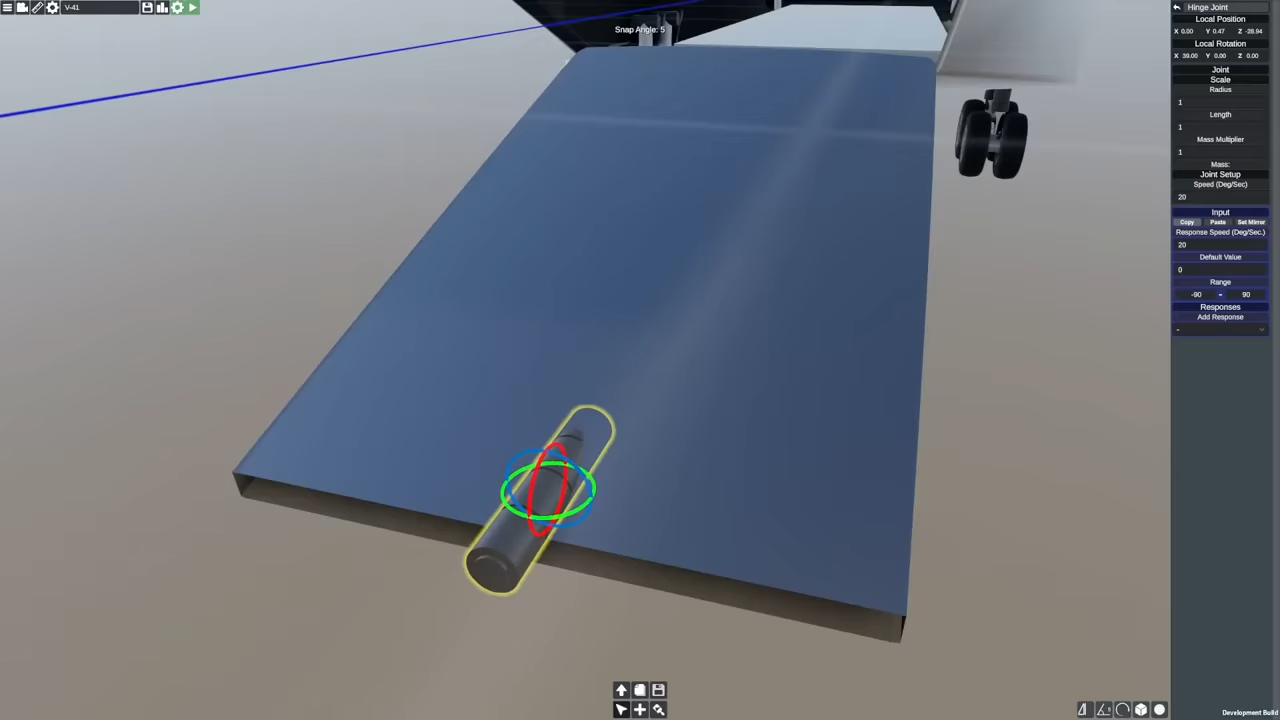 V-41
Snap Angle: 5
Hinge Joint
Local Position
X 0.00 Y 0.47 Z -28.94
Local Rotation
X 39.00 Y 0.00 Z 0.00
Joint
Scale
Radius
1
Length
1
Mass Multiplier
1
Mass:
Joint Setup
Speed (Deg/Sec)
20
Input
Copy Paste Set Mirror
Response Speed (Deg/Sec.)
20
Default Value
0
Range
-90 - 90
Responses
Add Response
-
Development Build